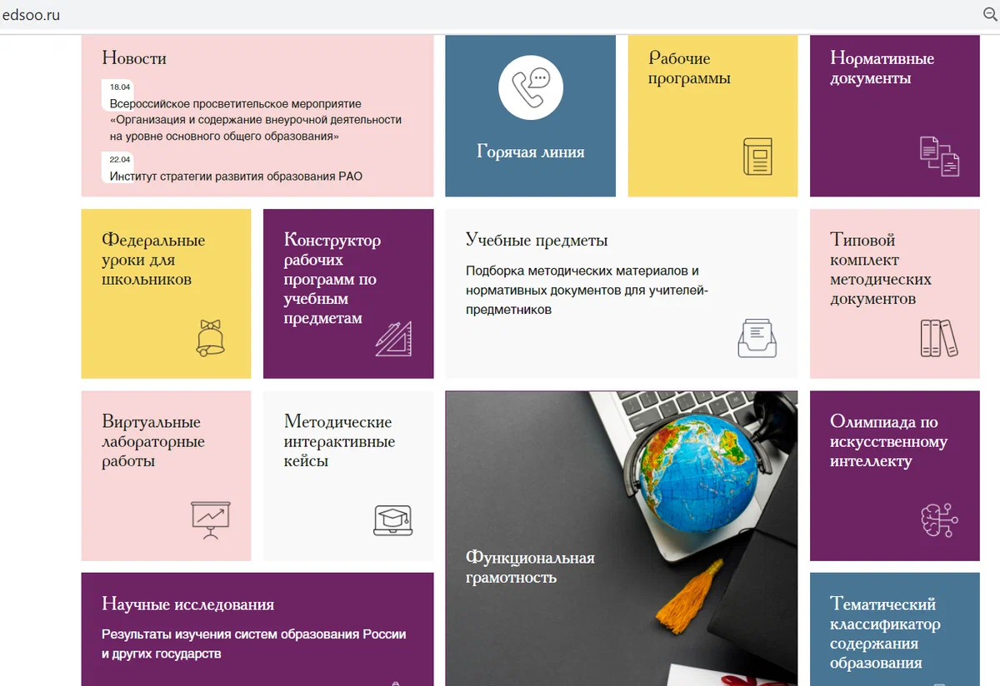 edsoo.ru
Новости
18.04
Всероссийское просветительское мероприятие
«Организация и содержание внеурочной деятельности
на уровне основного общего образования»
22.04
Институт стратегии развития образования РАО
Горячая линия
Рабочие
программы
Нормативные
документы
Федеральные
уроки для
школьников
Конструктор
рабочих
программ по
учебным
предметам
Учебные предметы
Подборка методических материалов и
нормативных документов для учителей-
предметников
Типовой
комплект
методических
документов
Виртуальные
лабораторные
работы
Методические
интерактивные
кейсы
Функциональная
грамотность
Олимпиада по
искусственному
интеллекту
Научные исследования
Результаты изучения систем образования России
и других государств
Тематический
классификатор
содержания
образования